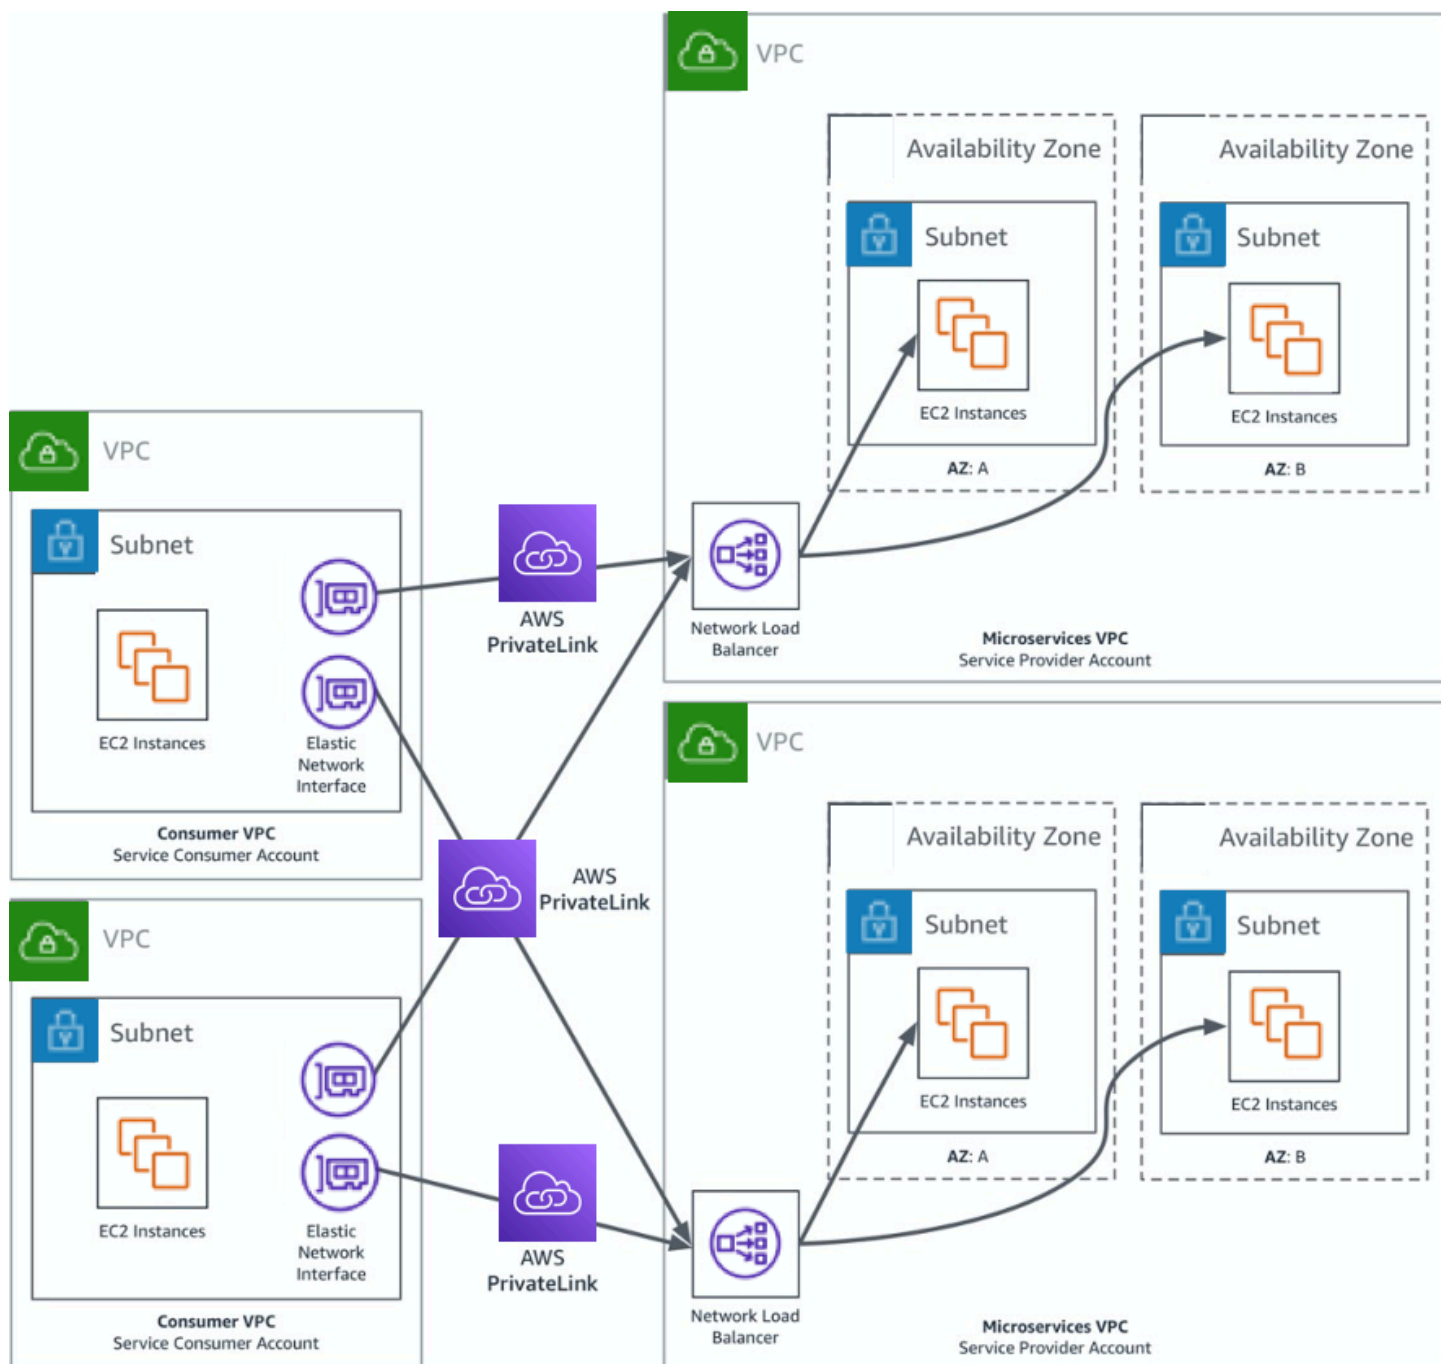 VPC
Availability Zone
Availability Zone
Subnet
Subnet
EC2 Instances
EC2 Instances
AZ: A
AZ: B
Network Load
Balancer
Microservices VPC
Service Provider Account
VPC
Subnet
EC2 Instances
Elastic
Network
Interface
Consumer VPC
Service Consumer Account
AWS
PrivateLink
AWS
PrivateLink
VPC
Availability Zone
Availability Zone
Subnet
Subnet
EC2 Instances
EC2 Instances
AZ: A
AZ: B
Network Load
Balancer
Microservices VPC
Service Provider Account
VPC
Subnet
EC2 Instances
Elastic
Network
Interface
Consumer VPC
Service Consumer Account
AWS
PrivateLink